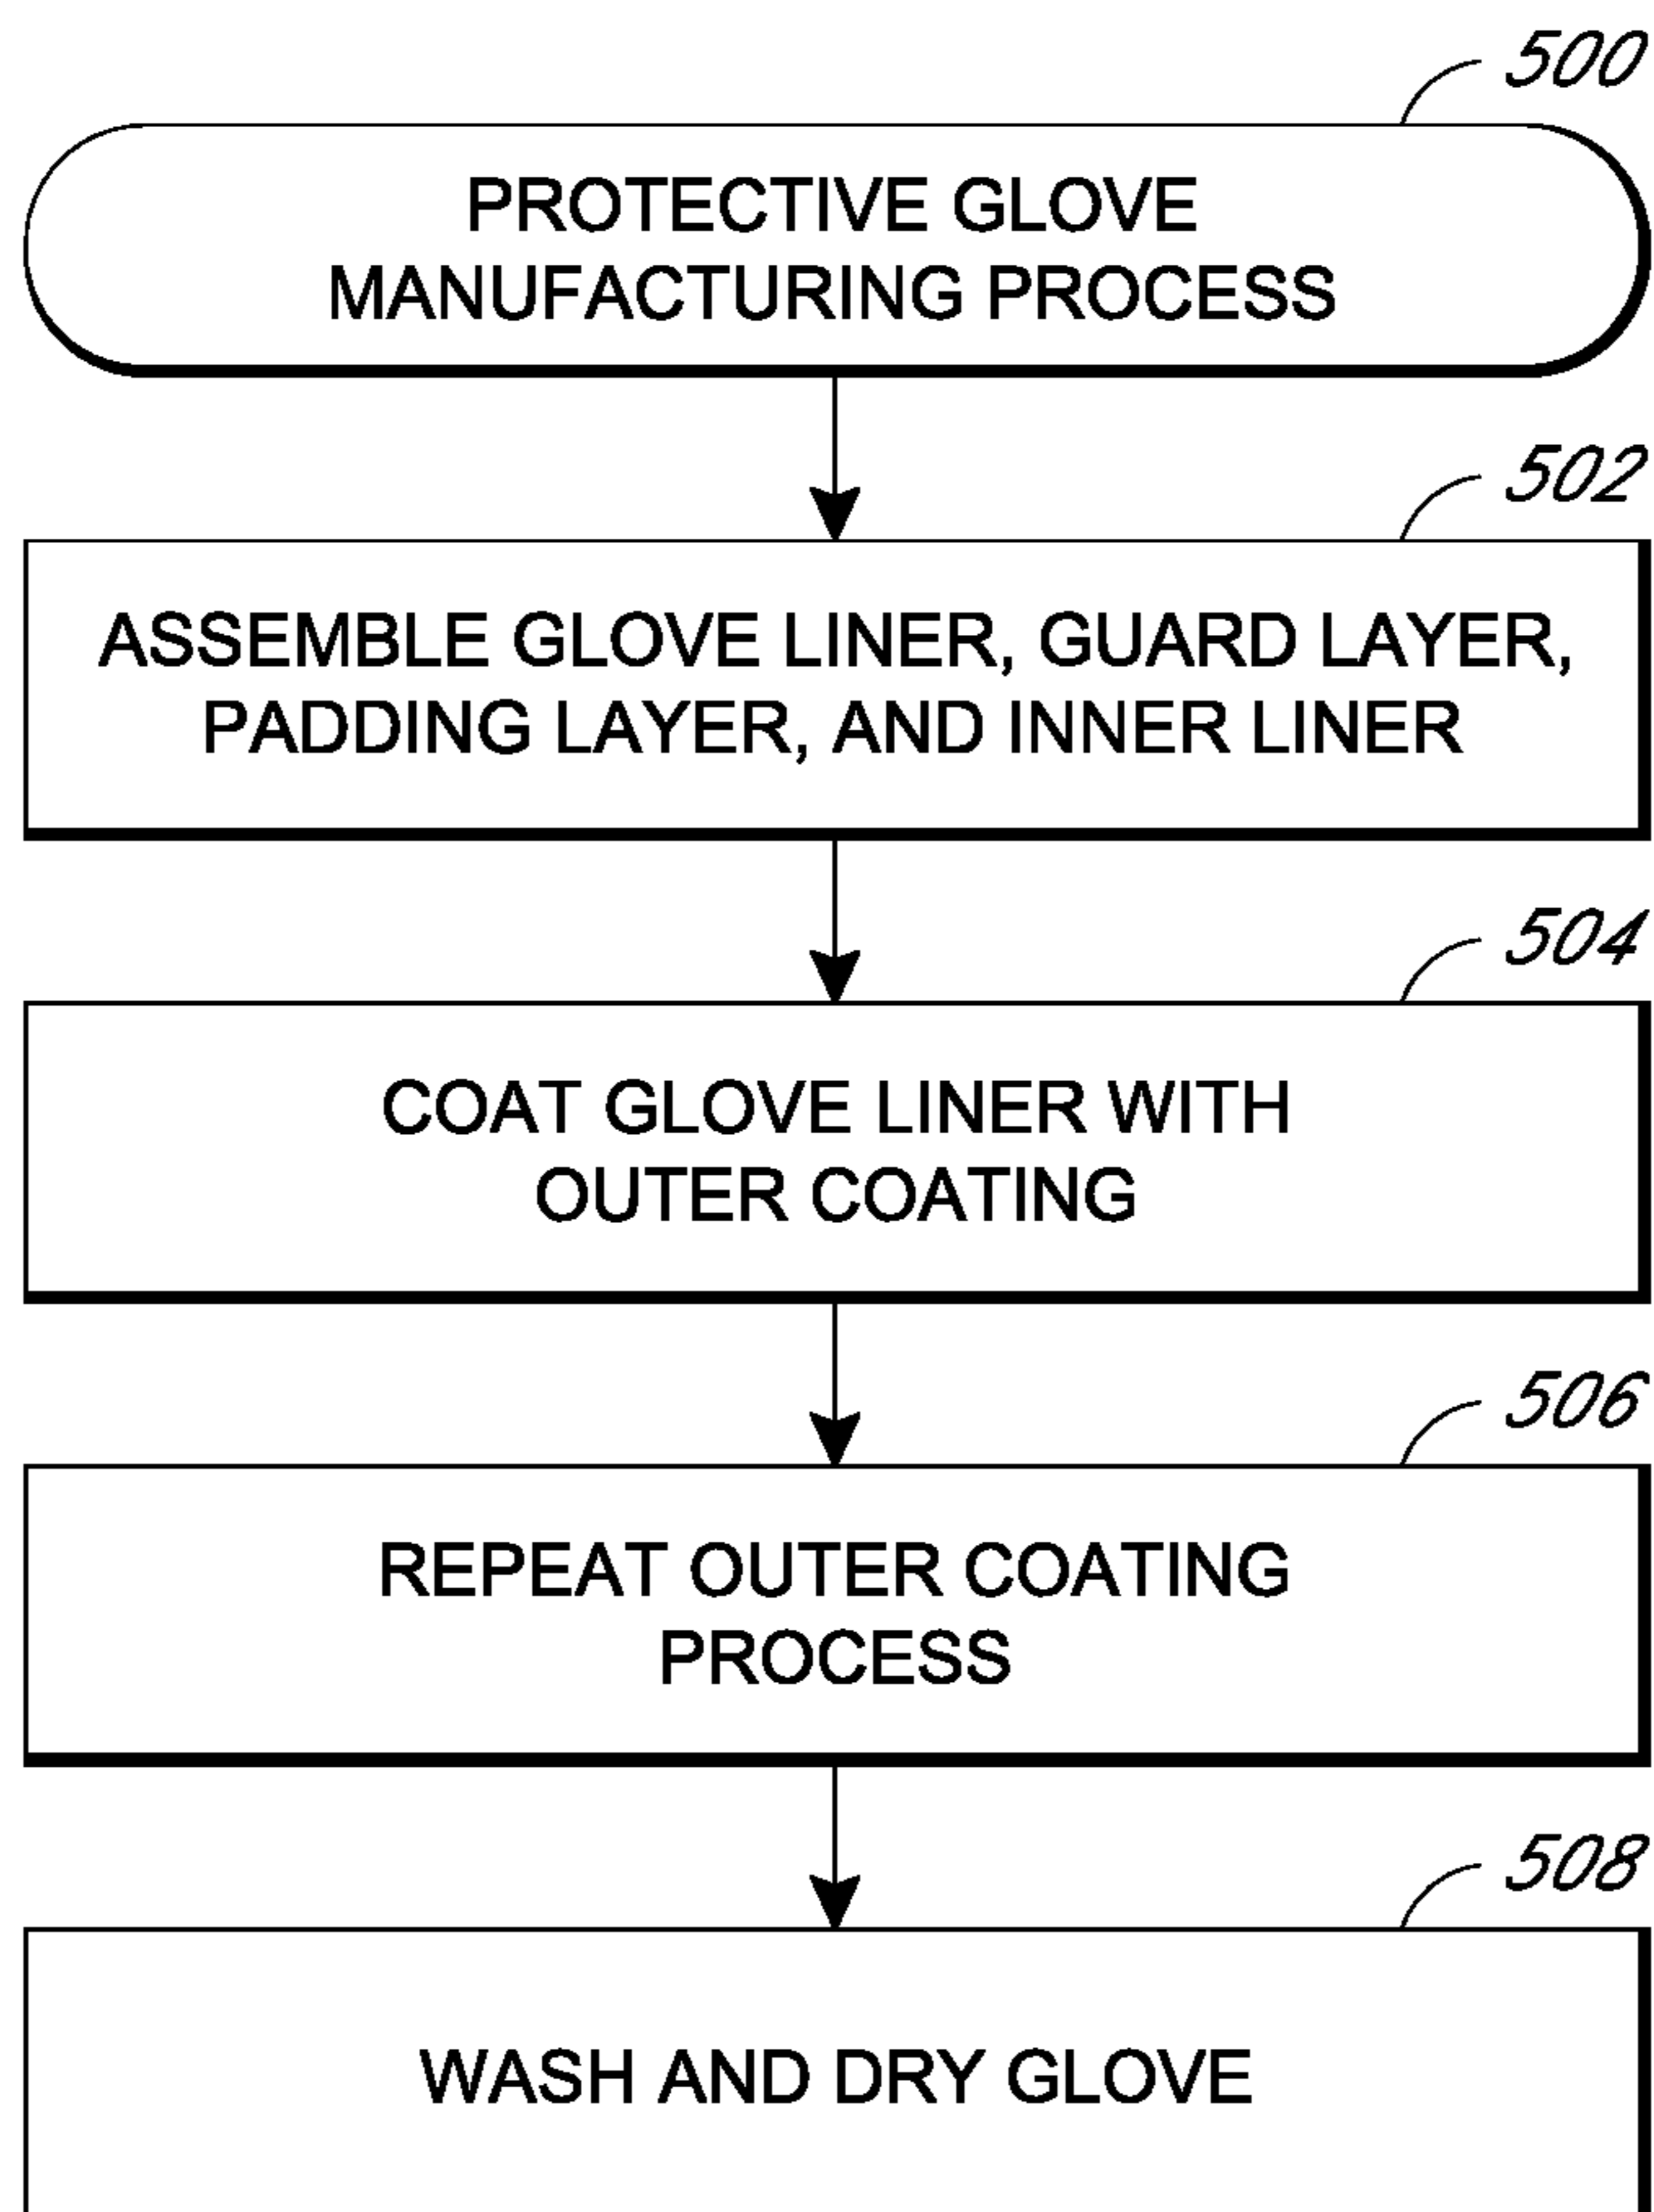 500
PROTECTIVE GLOVE
MANUFACTURING PROCESS
502
ASSEMBLE GLOVE LINER, GUARD LAYER,
PADDING LAYER, AND INNER LINER
504
COAT GLOVE LINER WITH
OUTER COATING
506
REPEAT OUTER COATING
PROCESS
508
WASH AND DRY GLOVE